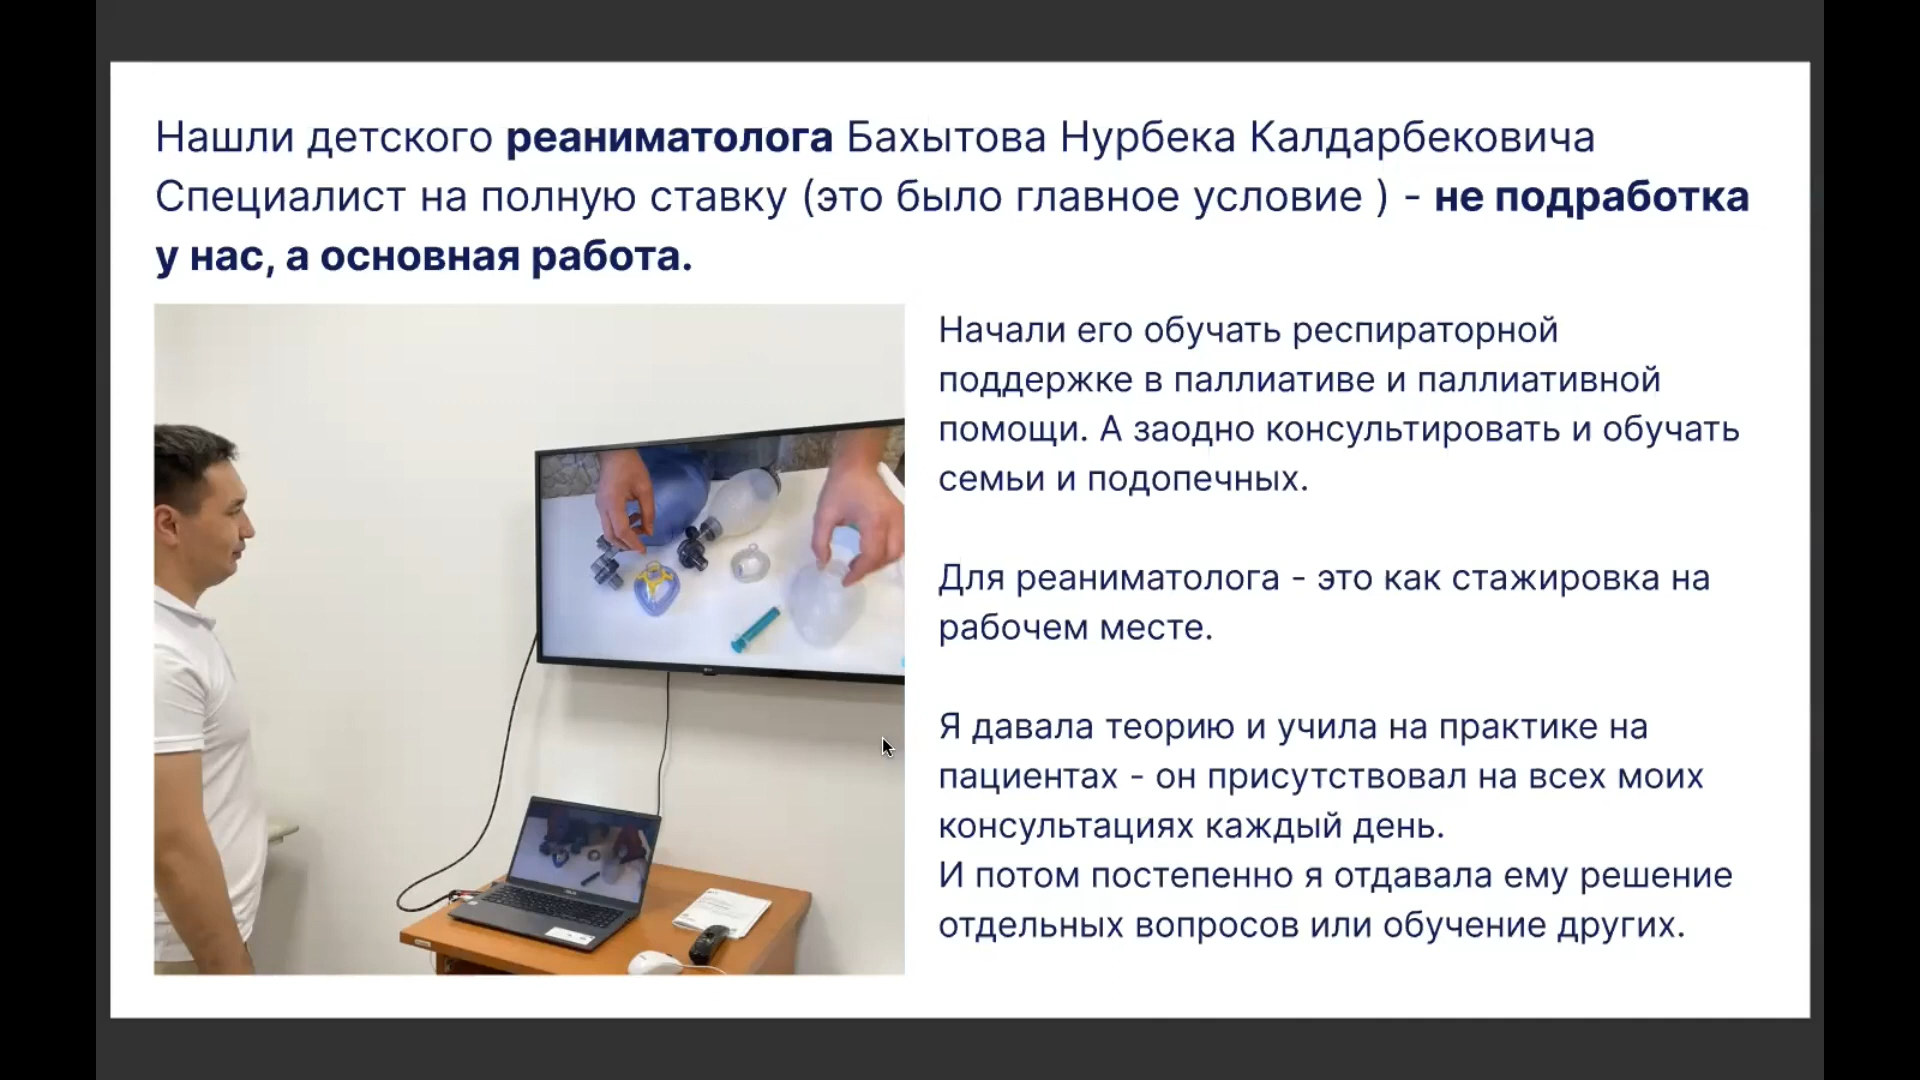 Нашли детского реаниматолога Бахытова Нурбека Калдарбековича
Специалист на полную ставку (это было главное условие ) - не подработка
у нас, а основная работа.
Начали его обучать респираторной
поддержке в паллиативе и паллиативной
помощи. А заодно консультировать и обучать
семьи и подопечных.
Для реаниматолога - это как стажировка на
рабочем месте.
Я давала теорию и учила на практике на
пациентах - он присутствовал на всех моих
консультациях каждый день.
И потом постепенно я отдавала ему решение
отдельных вопросов или обучение других.